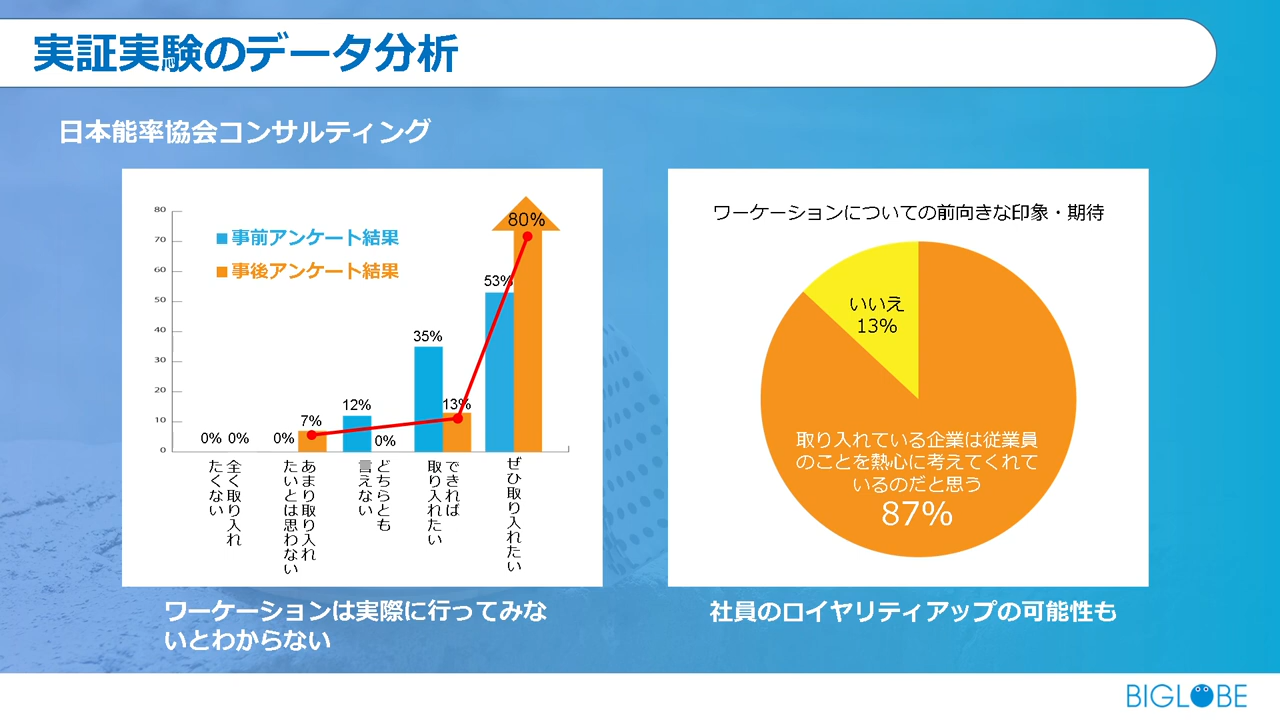 実証実験のデータ分析
日本能率協会コンサルティング
80
70
60
50
40
30
20
10
0
■事前アンケート結果
■事後アンケート結果
0%
0%
0%
7%
12%
0%
35%
13%
53%
80%
全く取り入れ
たくない
あまり取り入れ
たいとは思わない
どちらとも
言えない
できれば
取り入れたい
ぜひ取り入れたい
ワーケーションは実際に行ってみな
いとわからない
ワーケーションについての前向きな印象・期待
いいえ
13%
取り入れている企業は従業員
のことを熱心に考えてくれて
いるのだと思う
87%
社員のロイヤリティアップの可能性も
BIGLOBE